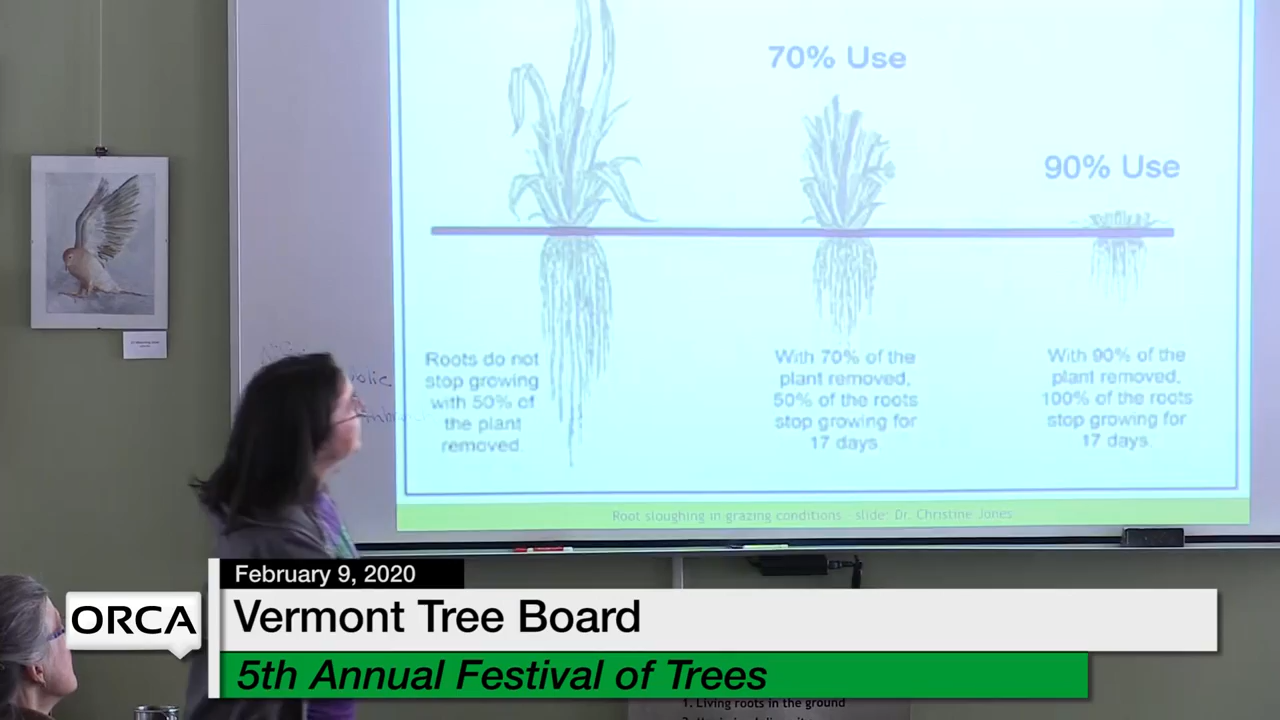 70% Use
90% Use
Roots do not
stop growing
with 50% of
the plant
removed.
With 70% of the
plant removed,
50% of the roots
stop growing for
17 days.
With 90% of the
plant removed,
100% of the roots
stop growing for
17 days.
Root sloughing in grazing conditions - slide: Dr. Christine Jones
February 9, 2020
ORCA
Vermont Tree Board
5th Annual Festival of Trees
1. Living roots in the ground